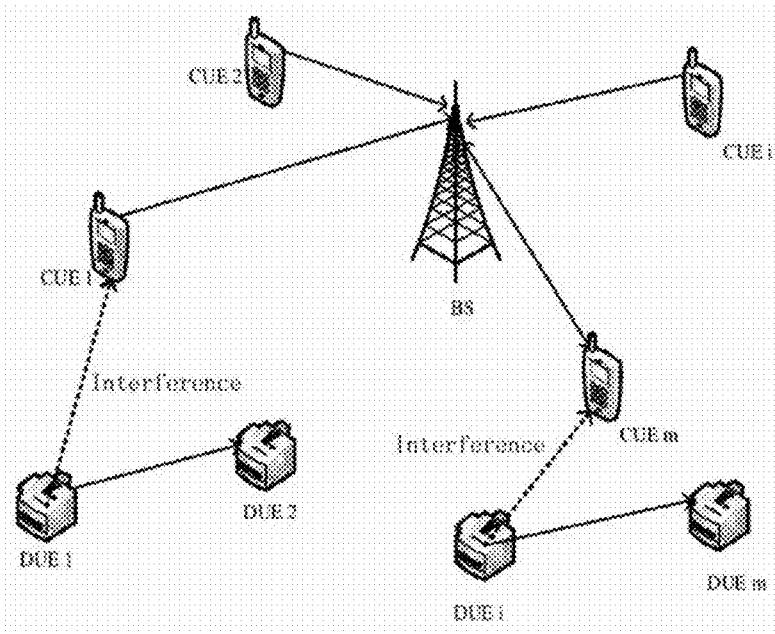 CUE 2
CUE i
CUE 1
BS
Interference
CUE m
Interference
DUE 2
DUE 1
DUE m
DUE i